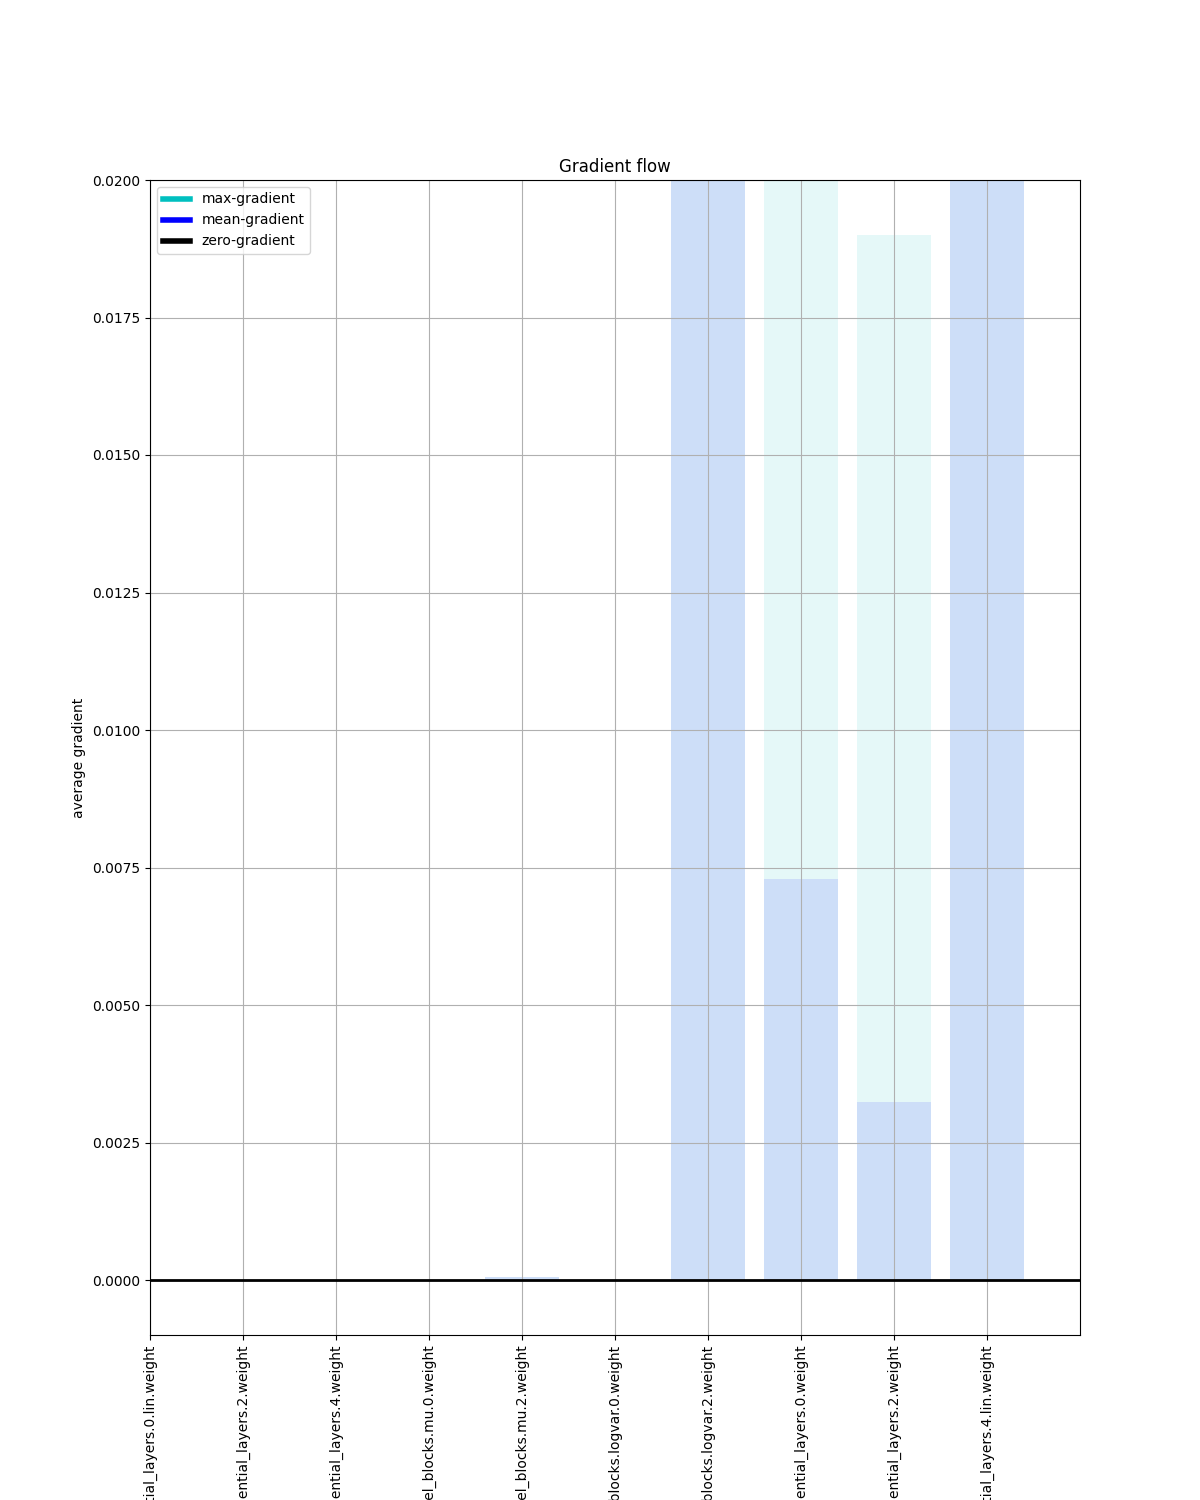 Gradient flow
max-gradient
mean-gradient
zero-gradient
0.0200
0.0175
0.0150
0.0125
0.0100
0.0075
0.0050
0.0025
0.0000
average gradient
tial_layers.0.lin.weight
ential_layers.2.weight
ential_layers.4.weight
el_blocks.mu.0.weight
el_blocks.mu.2.weight
blocks.logvar.0.weight
blocks.logvar.2.weight
ential_layers.0.weight
ential_layers.2.weight
tial_layers.4.lin.weight